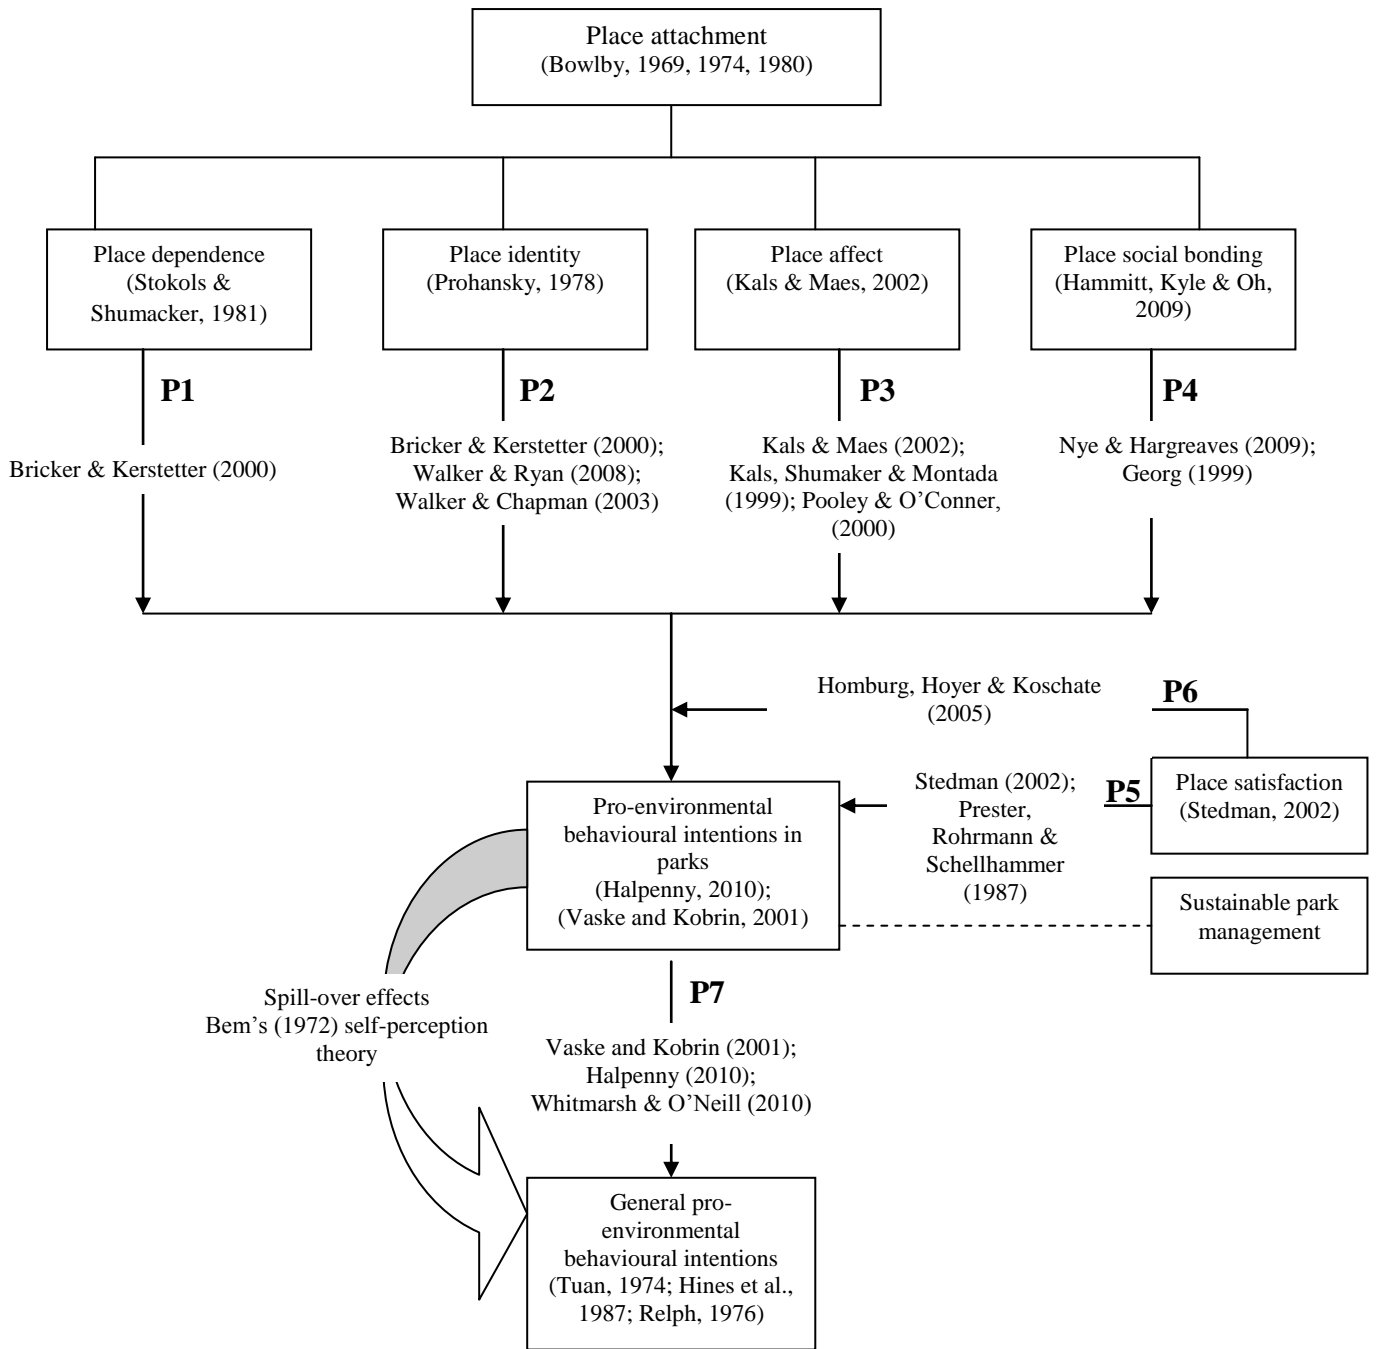 Place attachment
(Bowlby, 1969, 1974, 1980)
Place dependence
(Stokols &
Shumacker, 1981)
Place identity
(Prohansky, 1978)
Place affect
(Kals & Maes, 2002)
Place social bonding
(Hammitt, Kyle & Oh,
2009)
P1
P2
P3
P4
Bricker & Kerstetter (2000)
Bricker & Kerstetter (2000);
Walker & Ryan (2008);
Walker & Chapman (2003)
Kals & Maes (2002);
Kals, Shumaker & Montada
(1999); Pooley & O’Conner,
(2000)
Nye & Hargreaves (2009);
Georg (1999)
Homburg, Hoyer & Koschate
(2005)
P6
Stedman (2002);
Prester,
Rohrmann &
Schellhammer
(1987)
P5
Place satisfaction
(Stedman, 2002)
Pro-environmental
behavioural intentions in
parks
(Halpenny, 2010);
(Vaske and Kobrin, 2001)
Sustainable park
management
Spill-over effects
Bem’s (1972) self-perception
theory
P7
Vaske and Kobrin (2001);
Halpenny (2010);
Whitmarsh & O’Neill (2010)
General pro-
environmental
behavioural intentions
(Tuan, 1974; Hines et al.,
1987; Relph, 1976)